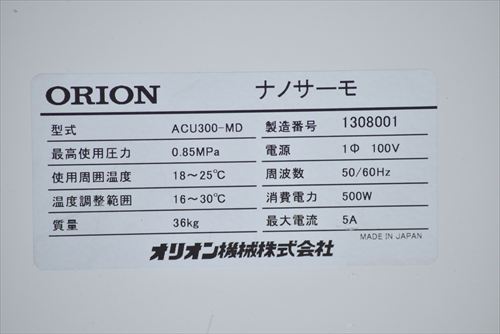 ORION ナノサーモ
型式 ACU300-MD 製造番号 1308001
最高使用圧力 0.85MPa 電源 1Φ 100V
使用周囲温度 18~25℃ 周波数 50/60Hz
温度調整範囲 16~30℃ 消費電力 500W
質量 36kg 最大電流 5A
MADE IN JAPAN
オリオン機械株式会社